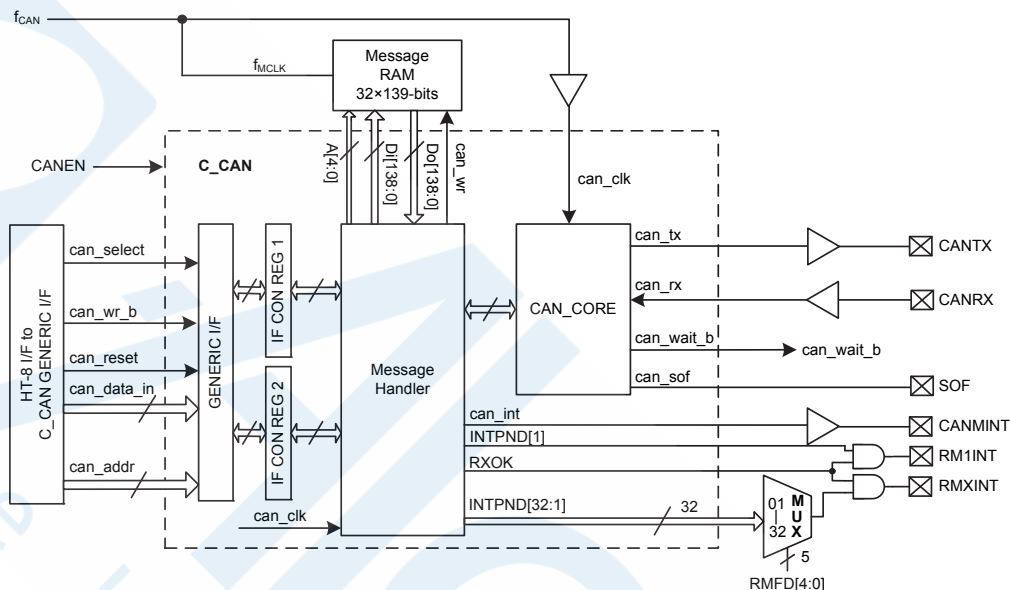 fCAN
fMCLK
Message
RAM
32×139-bits
CANEN
C_CAN
A[4:0]
Di[138:0]
Do[138:0]
can_wr
can_clk
HT-8 I/F to
C_CAN GENERIC I/F
can_select
can_wr_b
can_reset
can_data_in
can_addr
GENERIC I/F
IF CON REG 1
IF CON REG 2
can_clk
Message
Handler
CAN_CORE
can_tx
CANTX
can_rx
CANRX
can_wait_b
can_wait_b
can_sof
SOF
can_int
CANMINT
INTPND[1]
RM1INT
RXOK
RMXINT
INTPND[32:1]
32
01
32
MUX
5
RMFD[4:0]